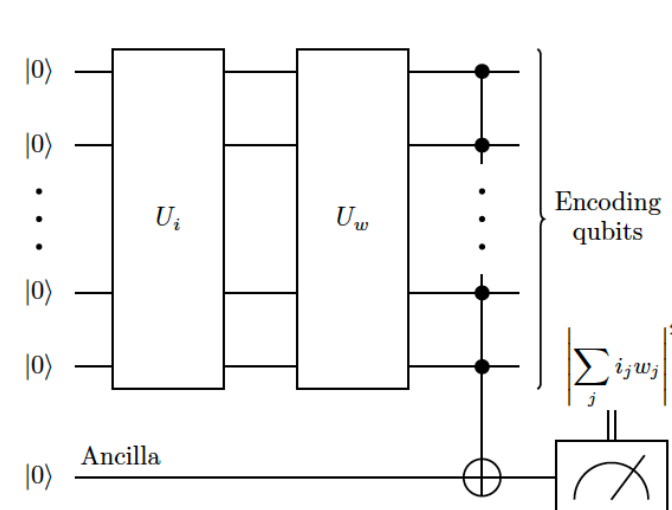 |0⟩
|0⟩
U_i
U_w
Encoding
qubits
|0⟩
|0⟩
|∑_j i_j w_j|
Ancilla
|0⟩